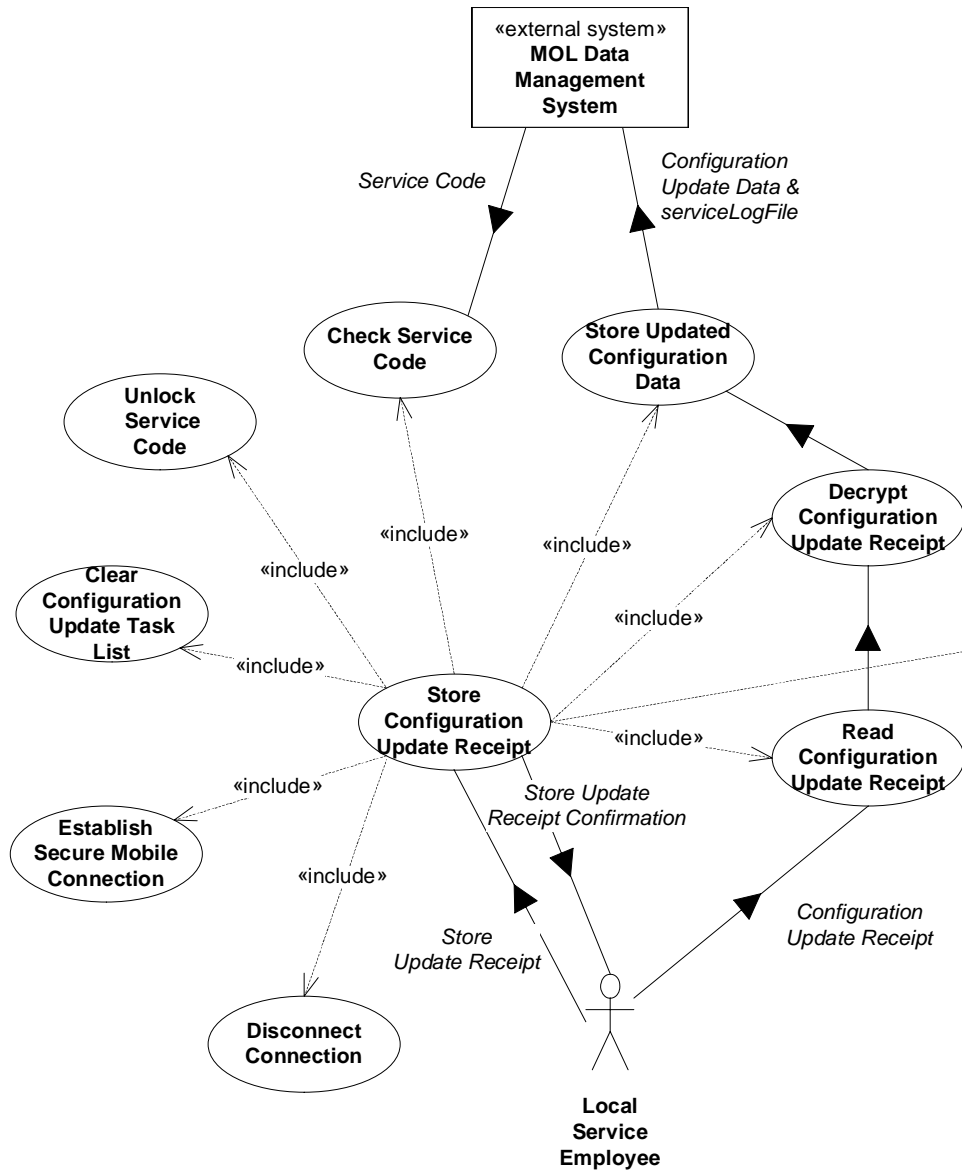 «external system»
MOL Data
Management
System
Service Code
Configuration
Update Data &
serviceLogFile
Check Service
Code
Store Updated
Configuration
Data
Unlock
Service
Code
Decrypt
Configuration
Update Receipt
«include»
«include»
«include»
Clear
Configuration
Update Task
List
«include»
«include»
Store
Configuration
Update Receipt
«include»
Read
Configuration
Update Receipt
«include»
Store Update
Receipt Confirmation
Establish
Secure Mobile
Connection
«include»
Store
Update Receipt
Configuration
Update Receipt
Disconnect
Connection
Local
Service
Employee